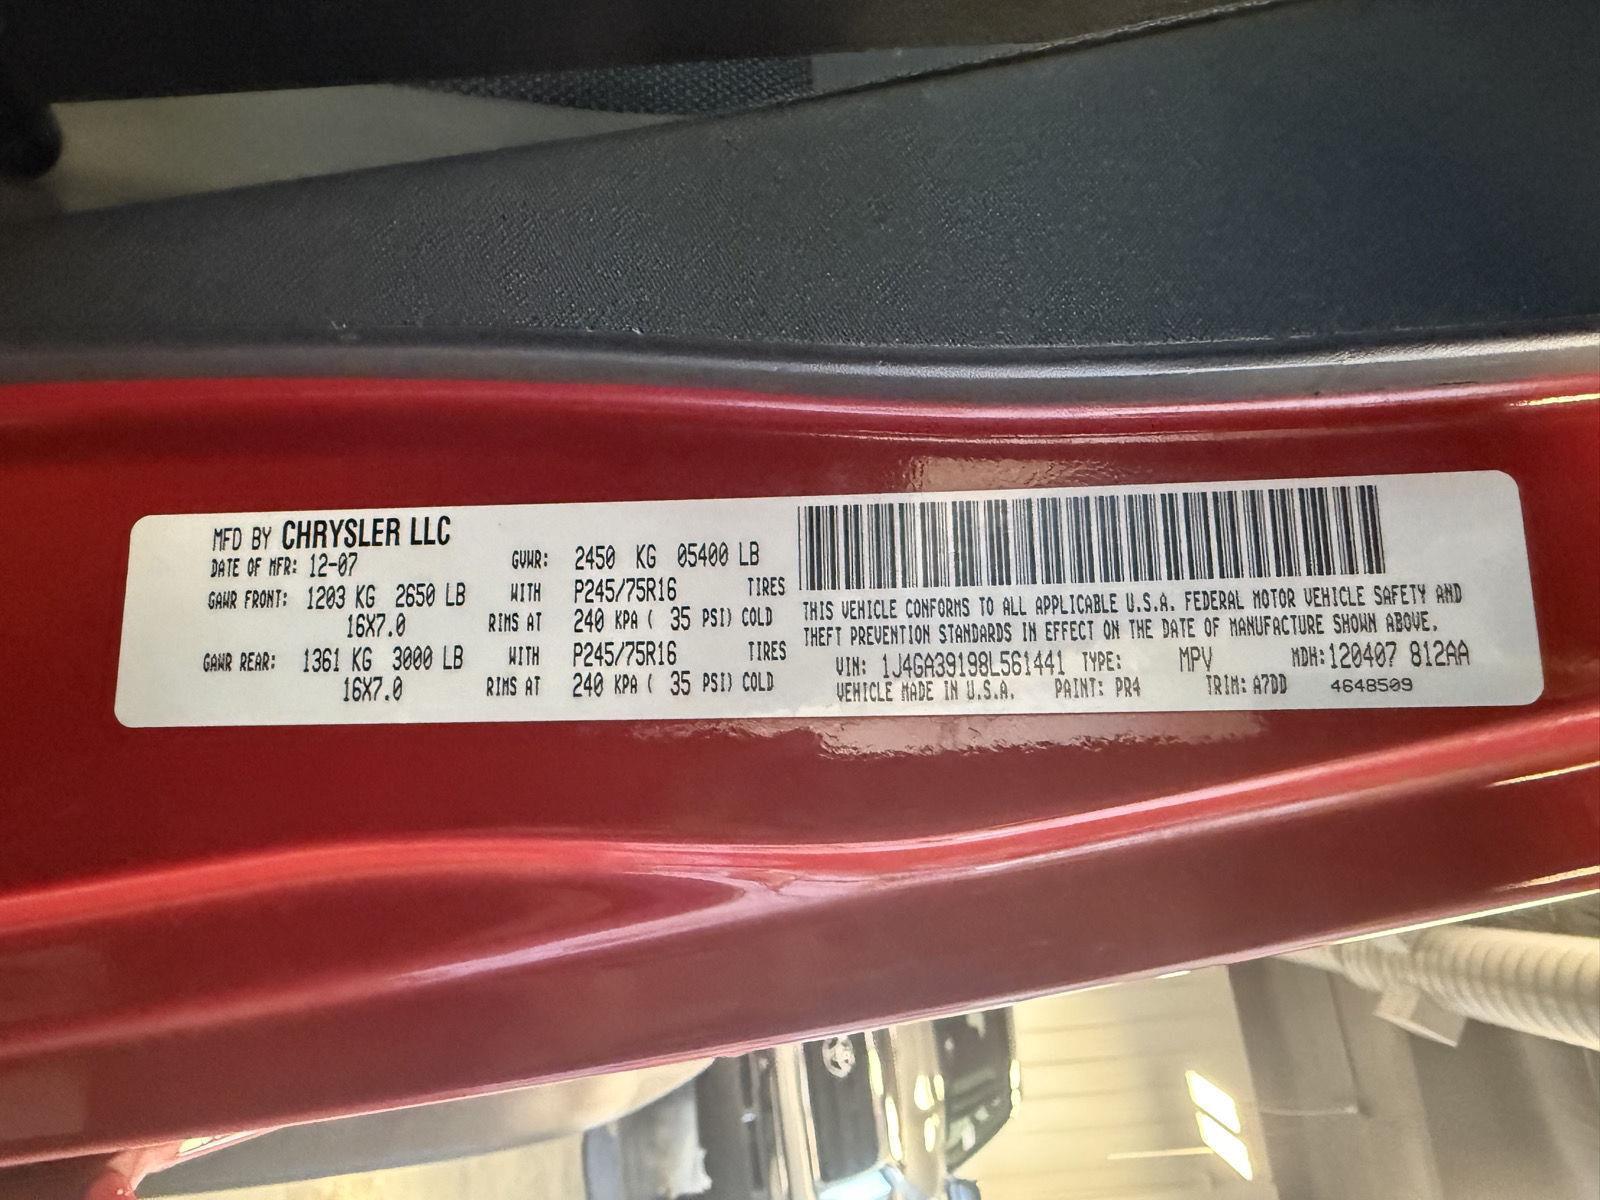 MFD BY CHRYSLER LLC
DATE OF MFR: 12-07 GVWR: 2450 KG 05400 LB
GAWR FRONT: 1203 KG 2650 LB WITH P245/75R16 TIRES
16X7.0 RIMS AT 240 KPA ( 35 PSI) COLD
GAWR REAR: 1361 KG 3000 LB WITH P245/75R16 TIRES
16X7.0 RIMS AT 240 KPA ( 35 PSI) COLD
THIS VEHICLE CONFORMS TO ALL APPLICABLE U.S.A. FEDERAL MOTOR VEHICLE SAFETY AND
THEFT PREVENTION STANDARDS IN EFFECT ON THE DATE OF MANUFACTURE SHOWN ABOVE.
VIN: 1J4GA39198L561441 TYPE: MPV MDH:120407 812AA
VEHICLE MADE IN U.S.A. PAINT: PR4 TRIM: A7DD 4648509